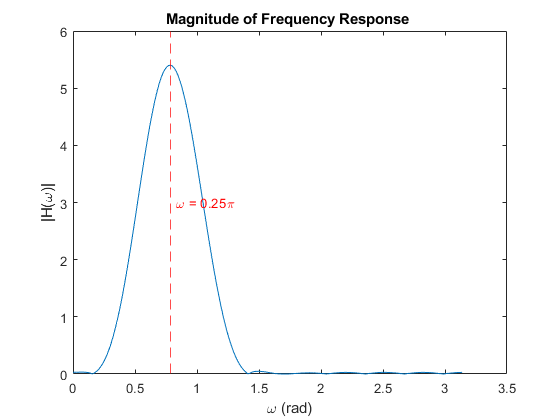 Magnitude of Frequency Response
6
5
4
3
2
1
0
|H(ω)|
ω = 0.25π
0 0.5 1 1.5 2 2.5 3 3.5
ω (rad)